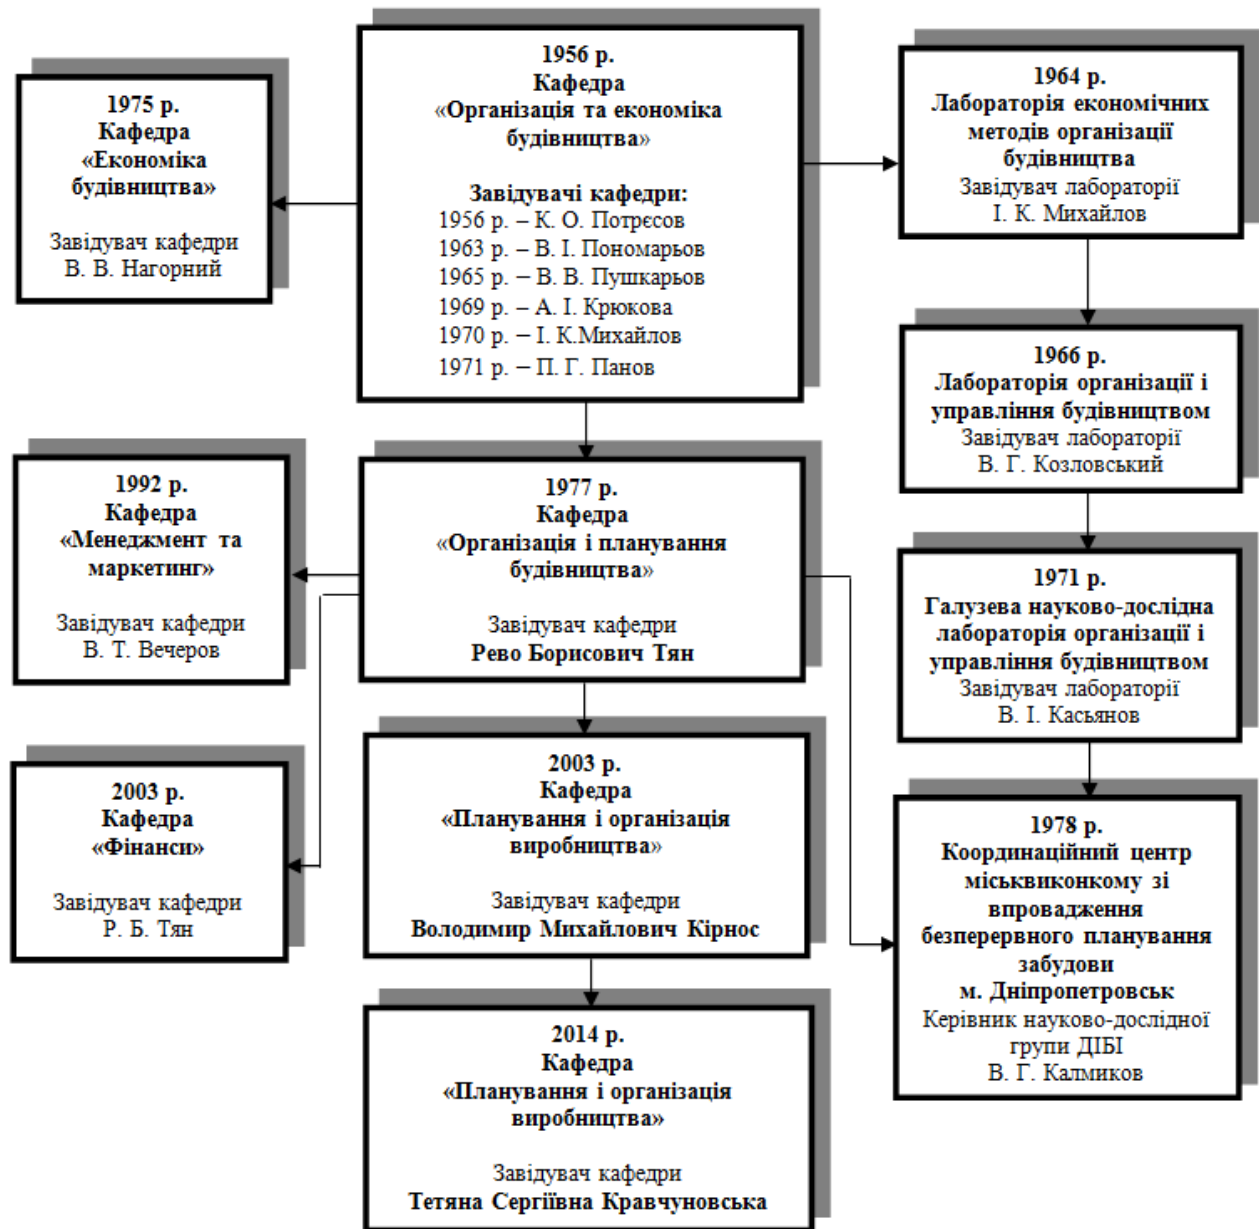 1956 р.
Кафедра
«Організація та економіка
будівництва»
Завідувачі кафедри:
1956 р. – К. О. Потрєсов
1963 р. – В. І. Пономарьов
1965 р. – В. В. Пушкарьов
1969 р. – А. І. Крюкова
1970 р. – І. К.Михайлов
1971 р. – П. Г. Панов
1975 р.
Кафедра
«Економіка
будівництва»
Завідувач кафедри
В. В. Нагорний
1964 р.
Лабораторія економічних
методів організації
будівництва
Завідувач лабораторії
І. К. Михайлов
1966 р.
Лабораторія організації і
управління будівництвом
Завідувач лабораторії
В. Г. Козловський
1992 р.
Кафедра
«Менеджмент та
маркетинг»
Завідувач кафедри
В. Т. Вечеров
1977 р.
Кафедра
«Організація і планування
будівництва»
Завідувач кафедри
Рево Борисович Тян
1971 р.
Галузева науково-дослідна
лабораторія організації і
управління будівництвом
Завідувач лабораторії
В. І. Касьянов
2003 р.
Кафедра
«Фінанси»
Завідувач кафедри
Р. Б. Тян
2003 р.
Кафедра
«Планування і організація
виробництва»
Завідувач кафедри
Володимир Михайлович Кірнос
1978 р.
Координаційний центр
міськвиконкому зі
впровадження
безперервного планування
забудови
м. Дніпропетровськ
Керівник науково-дослідної
групи ДІБІ
В. Г. Калмиков
2014 р.
Кафедра
«Планування і організація
виробництва»
Завідувач кафедри
Тетяна Сергіївна Кравчуновська